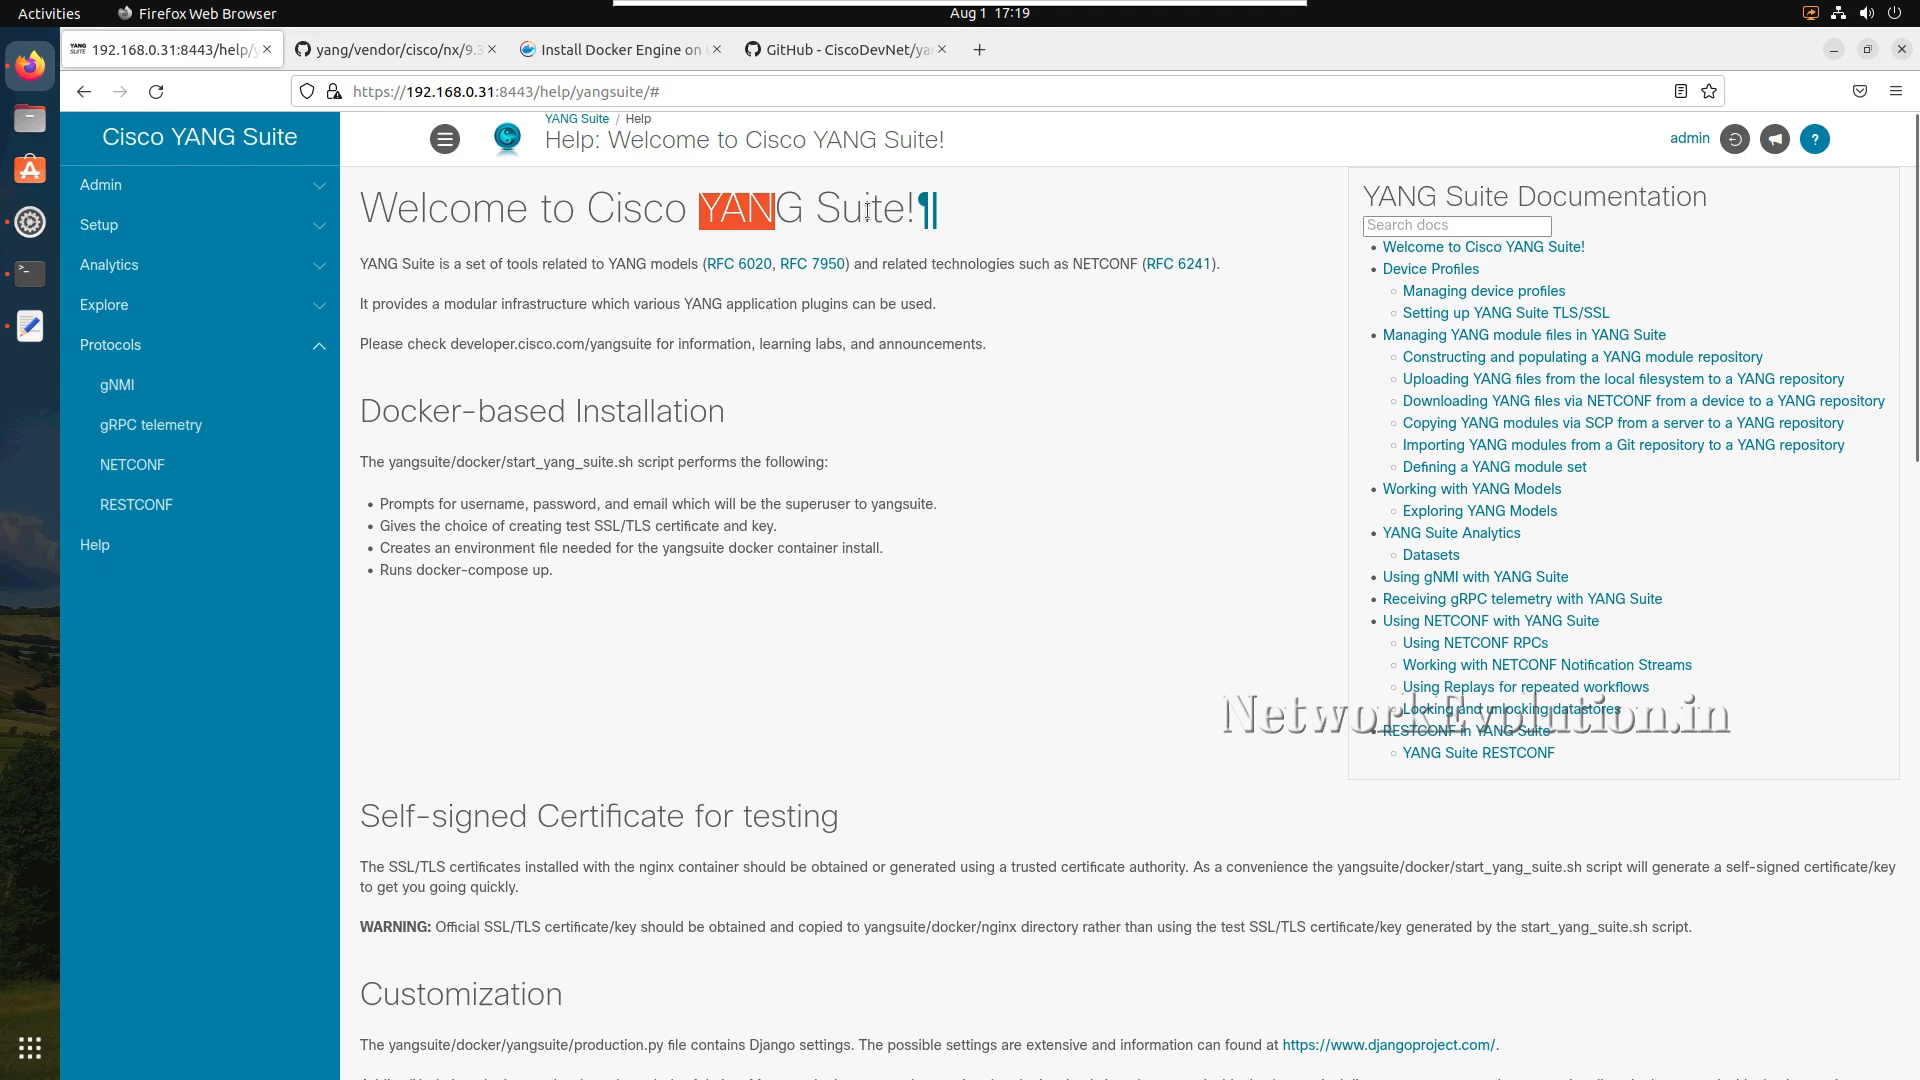 Activities
Firefox Web Browser
Aug 1 17:19
YANG SUITE
192.168.0.31:8443/help/y
yang/vendor/cisco/nx/9.3
Install Docker Engine on U
GitHub - CiscoDevNet/yan
https://192.168.0.31:8443/help/yangsuite/#
Cisco YANG Suite
YANG Suite / Help
Help: Welcome to Cisco YANG Suite!
admin
?
Admin
Setup
Analytics
Explore
Protocols
gNMI
gRPC telemetry
NETCONF
RESTCONF
Help
Welcome to Cisco YANG Suite!¶
YANG Suite is a set of tools related to YANG models (RFC 6020, RFC 7950) and related technologies such as NETCONF (RFC 6241).
It provides a modular infrastructure which various YANG application plugins can be used.
Please check developer.cisco.com/yangsuite for information, learning labs, and announcements.
Docker-based Installation
The yangsuite/docker/start_yang_suite.sh script performs the following:
• Prompts for username, password, and email which will be the superuser to yangsuite.
• Gives the choice of creating test SSL/TLS certificate and key.
• Creates an environment file needed for the yangsuite docker container install.
• Runs docker-compose up.
YANG Suite Documentation
Search docs
• Welcome to Cisco YANG Suite!
• Device Profiles
○ Managing device profiles
○ Setting up YANG Suite TLS/SSL
• Managing YANG module files in YANG Suite
○ Constructing and populating a YANG module repository
○ Uploading YANG files from the local filesystem to a YANG repository
○ Downloading YANG files via NETCONF from a device to a YANG repository
○ Copying YANG modules via SCP from a server to a YANG repository
○ Importing YANG modules from a Git repository to a YANG repository
○ Defining a YANG module set
• Working with YANG Models
○ Exploring YANG Models
• YANG Suite Analytics
○ Datasets
• Using gNMI with YANG Suite
• Receiving gRPC telemetry with YANG Suite
• Using NETCONF with YANG Suite
○ Using NETCONF RPCs
○ Working with NETCONF Notification Streams
○ Using Replays for repeated workflows
○ Locking and unlocking datastores
• RESTCONF in YANG Suite
○ YANG Suite RESTCONF
NetworkEvolution.in
Self-signed Certificate for testing
The SSL/TLS certificates installed with the nginx container should be obtained or generated using a trusted certificate authority. As a convenience the yangsuite/docker/start_yang_suite.sh script will generate a self-signed certificate/key
to get you going quickly.
WARNING: Official SSL/TLS certificate/key should be obtained and copied to yangsuite/docker/nginx directory rather than using the test SSL/TLS certificate/key generated by the start_yang_suite.sh script.
Customization
The yangsuite/docker/yangsuite/production.py file contains Django settings. The possible settings are extensive and information can found at https://www.djangoproject.com/.